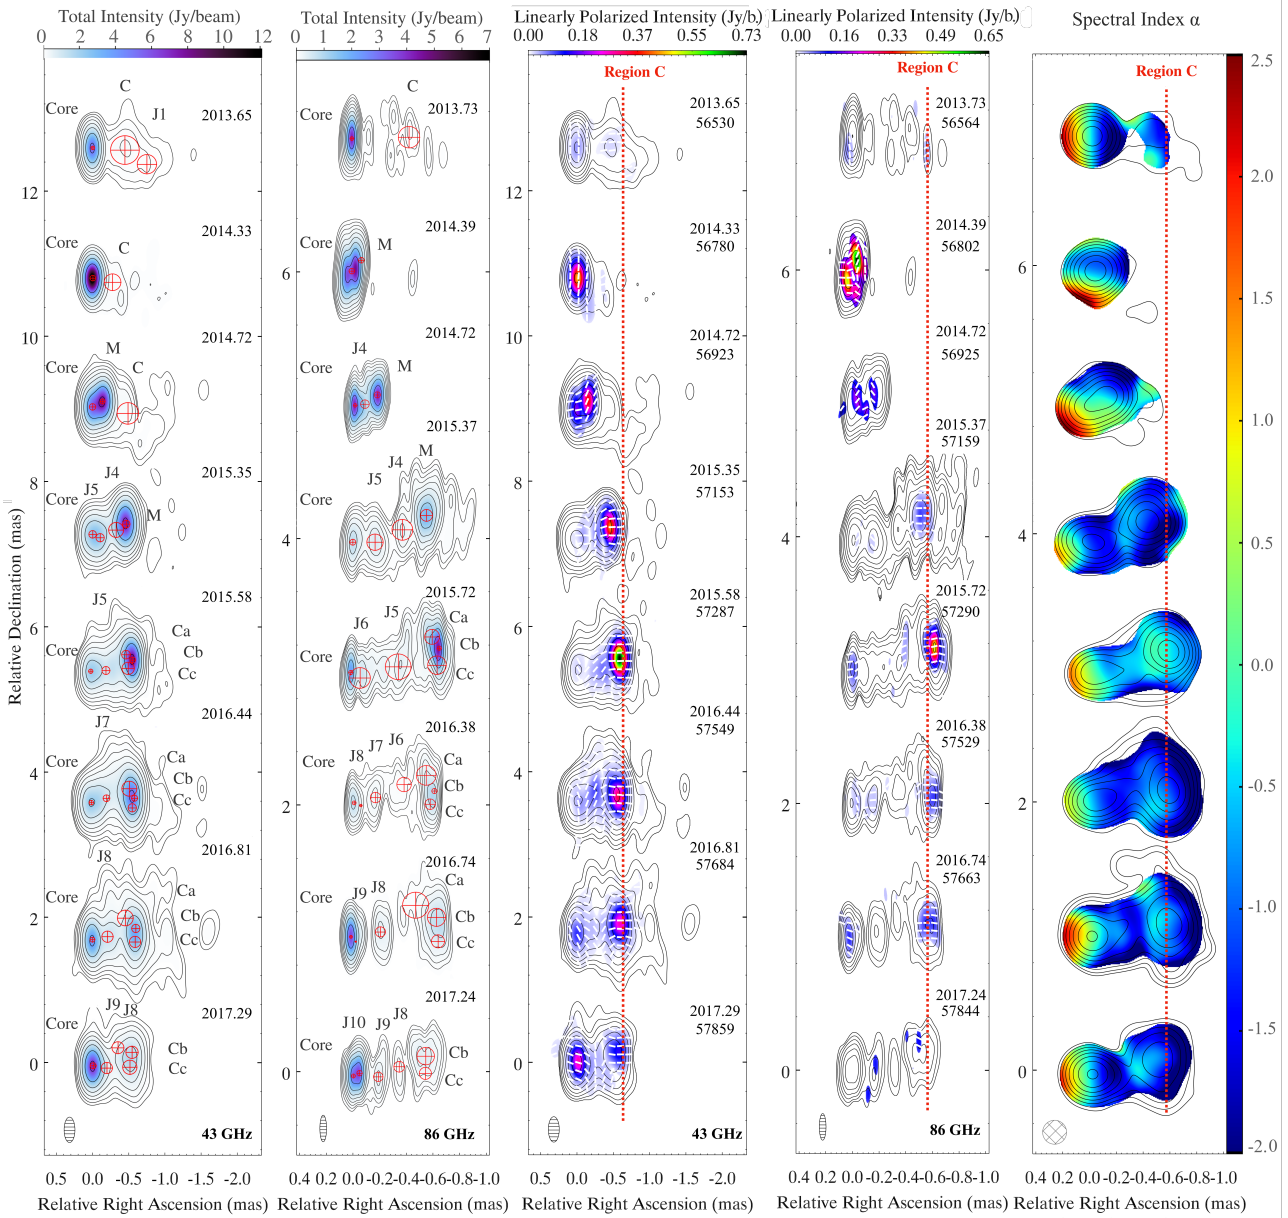 Total Intensity (Jy/beam)
0 4 6 8 10 12
Core
C
J1
2013.65
12
Core
C
2014.33
10
M
C
Core
2014.72
8
J4
J5
Core
M
2015.35
6
J5
Core
Ca
Cb
Cc
2015.58
J7
4
Core
Ca
Cb
Cc
2016.44
J8
2
Core
Ca
Cb
Cc
2016.81
J9 J8
0
Core
Cb
Cc
2017.29
43 GHz
0.5 0.0 -0.5 -1.0 -1.5 -2.0
Relative Right Ascension (mas)
Relative Declination (mas)
Total Intensity (Jy/beam)
0 1 2 3 4 5 6 7
C
Core
2013.73
Core
M
2014.39
6
J4
M
Core
2014.72
M
J4
J5
Core
2015.37
4
J5
J6
Core
Ca
Cb
Cc
2015.72
J6
J7
J8
Core
Ca
Cb
Cc
2016.38
2
J9 J8
Core
Ca
Cb
Cc
2016.74
J8
J10 J9
Core
Cb
Cc
2017.24
0
86 GHz
0.4 0.2 0.0 -0.2-0.4-0.6-0.8-1.0
Relative Right Ascension (mas)
Linearly Polarized Intensity (Jy/b.)
0.00 0.18 0.37 0.55 0.73
Region C
2013.65
56530
12
2014.33
56780
10
2014.72
56923
8
2015.35
57153
6
2015.58
57287
4
2016.44
57549
2
2016.81
57684
0
2017.29
57859
43 GHz
0.5 0.0 -0.5 -1.0 -1.5 -2.0
Relative Right Ascension (mas)
Linearly Polarized Intensity (Jy/b.)
0.00 0.16 0.33 0.49 0.65
Region C
2013.73
56564
6
2014.39
56802
2014.72
56925
4
2015.37
57159
2015.72
57290
2
2016.38
57529
2016.74
57663
0
2017.24
57844
86 GHz
0.4 0.2 0.0 -0.2-0.4-0.6-0.8-1.0
Relative Right Ascension (mas)
Spectral Index α
Region C
6
4
2
0
0.4 0.2 0.0 -0.2-0.4-0.6-0.8-1.0
Relative Right Ascension (mas)
2.5
2.0
1.5
1.0
0.5
0.0
-0.5
-1.0
-1.5
-2.0